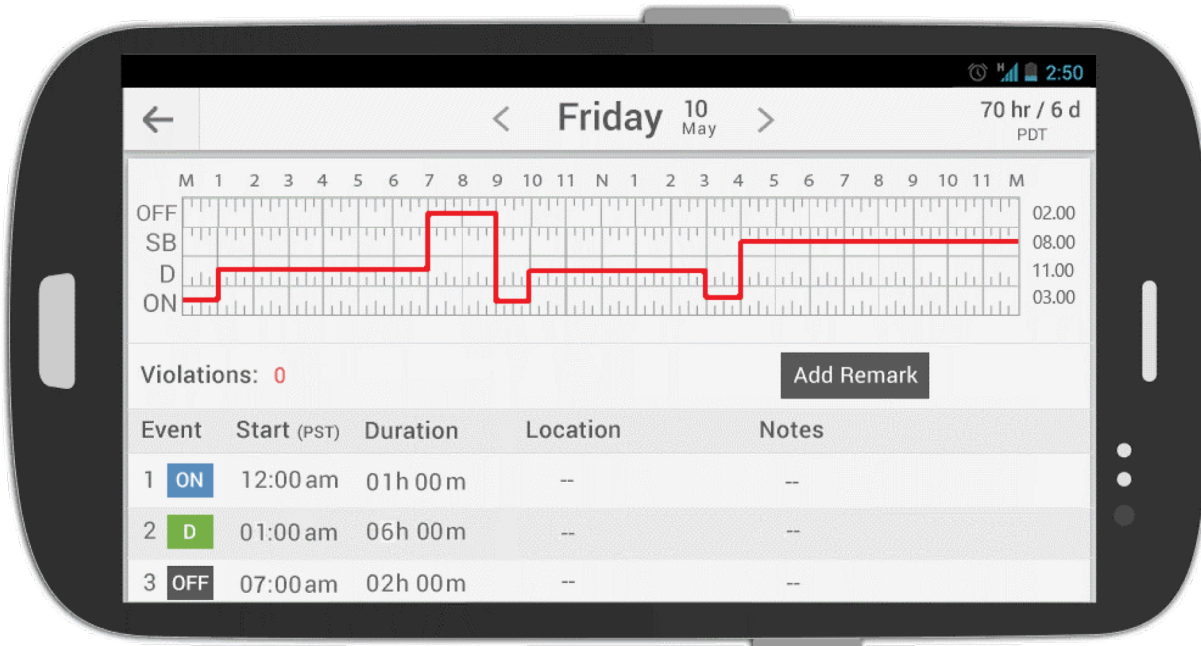 H 2:50
Friday 10 May 70 hr / 6 d
PDT
M 1 2 3 4 5 6 7 8 9 10 11 N 1 2 3 4 5 6 7 8 9 10 11 M
OFF 02.00
SB 08.00
D 11.00
ON 03.00
Violations: 0 Add Remark
Event Start (PST) Duration Location Notes
1 ON 12:00 am 01h 00 m -- --
2 D 01:00 am 06h 00 m -- --
3 OFF 07:00 am 02h 00 m -- --